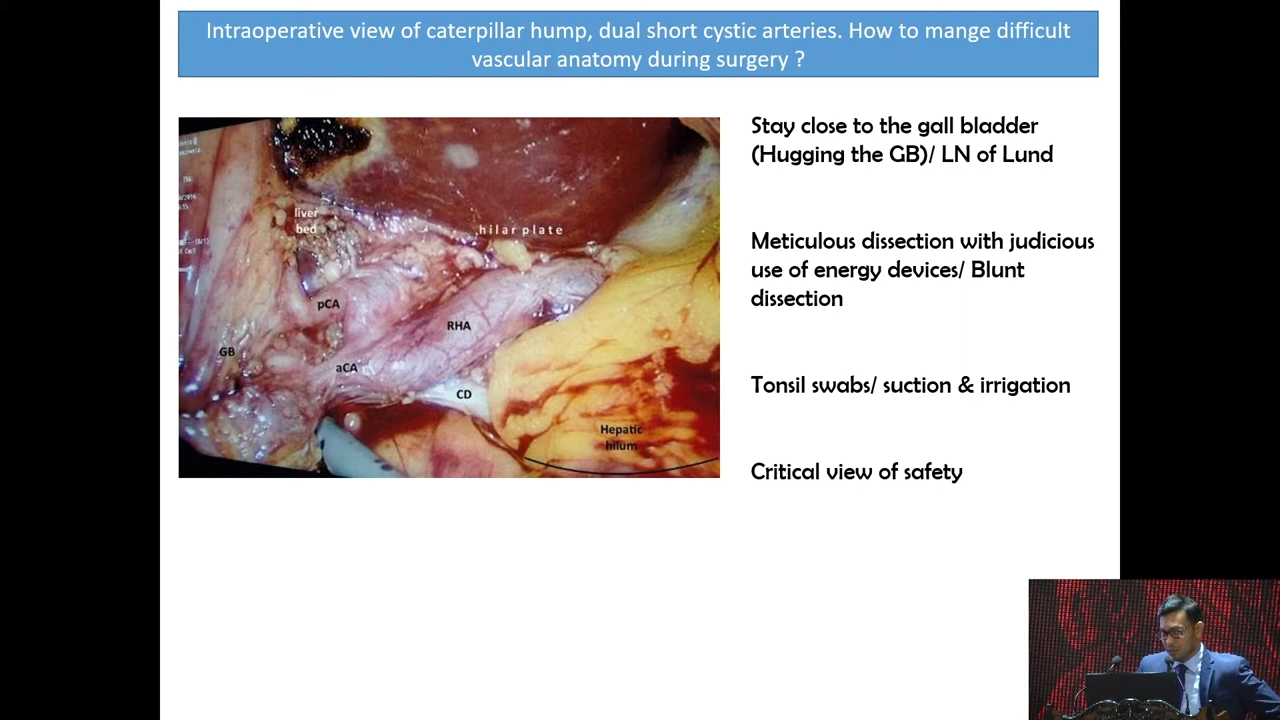 Intraoperative view of caterpillar hump, dual short cystic arteries. How to mange difficult
vascular anatomy during surgery ?
Stay close to the gall bladder
(Hugging the GB)/ LN of Lund
Meticulous dissection with judicious
use of energy devices/ Blunt
dissection
Tonsil swabs/ suction & irrigation
Critical view of safety
liver
bed
hilar plate
pCA
RHA
GB
aCA
CD
Hepatic
hilum